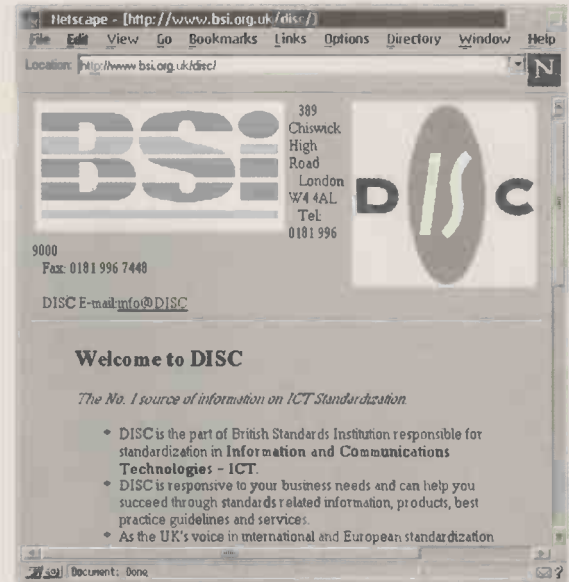 Netscape - [http://www.bsi.org.uk/disc/]
File Edit View Go Bookmarks Links Options Directory Window Help
Location: http://www.bsi.org.uk/disc/
N
BSi
389
Chiswick
High
Road
London
W4 4AL
Tel:
0181 996
DISC
9000
Fax: 0181 996 7448
DISC E-mail:info@DISC
Welcome to DISC
The No. 1 source of information on ICT Standardization.
• DISC is the part of British Standards Institution responsible for
standardization in Information and Communications
Technologies - ICT.
• DISC is responsive to your business needs and can help you
succeed through standards related information, products, best
practice guidelines and services.
• As the UK's voice in international and European standardization
Document: Done